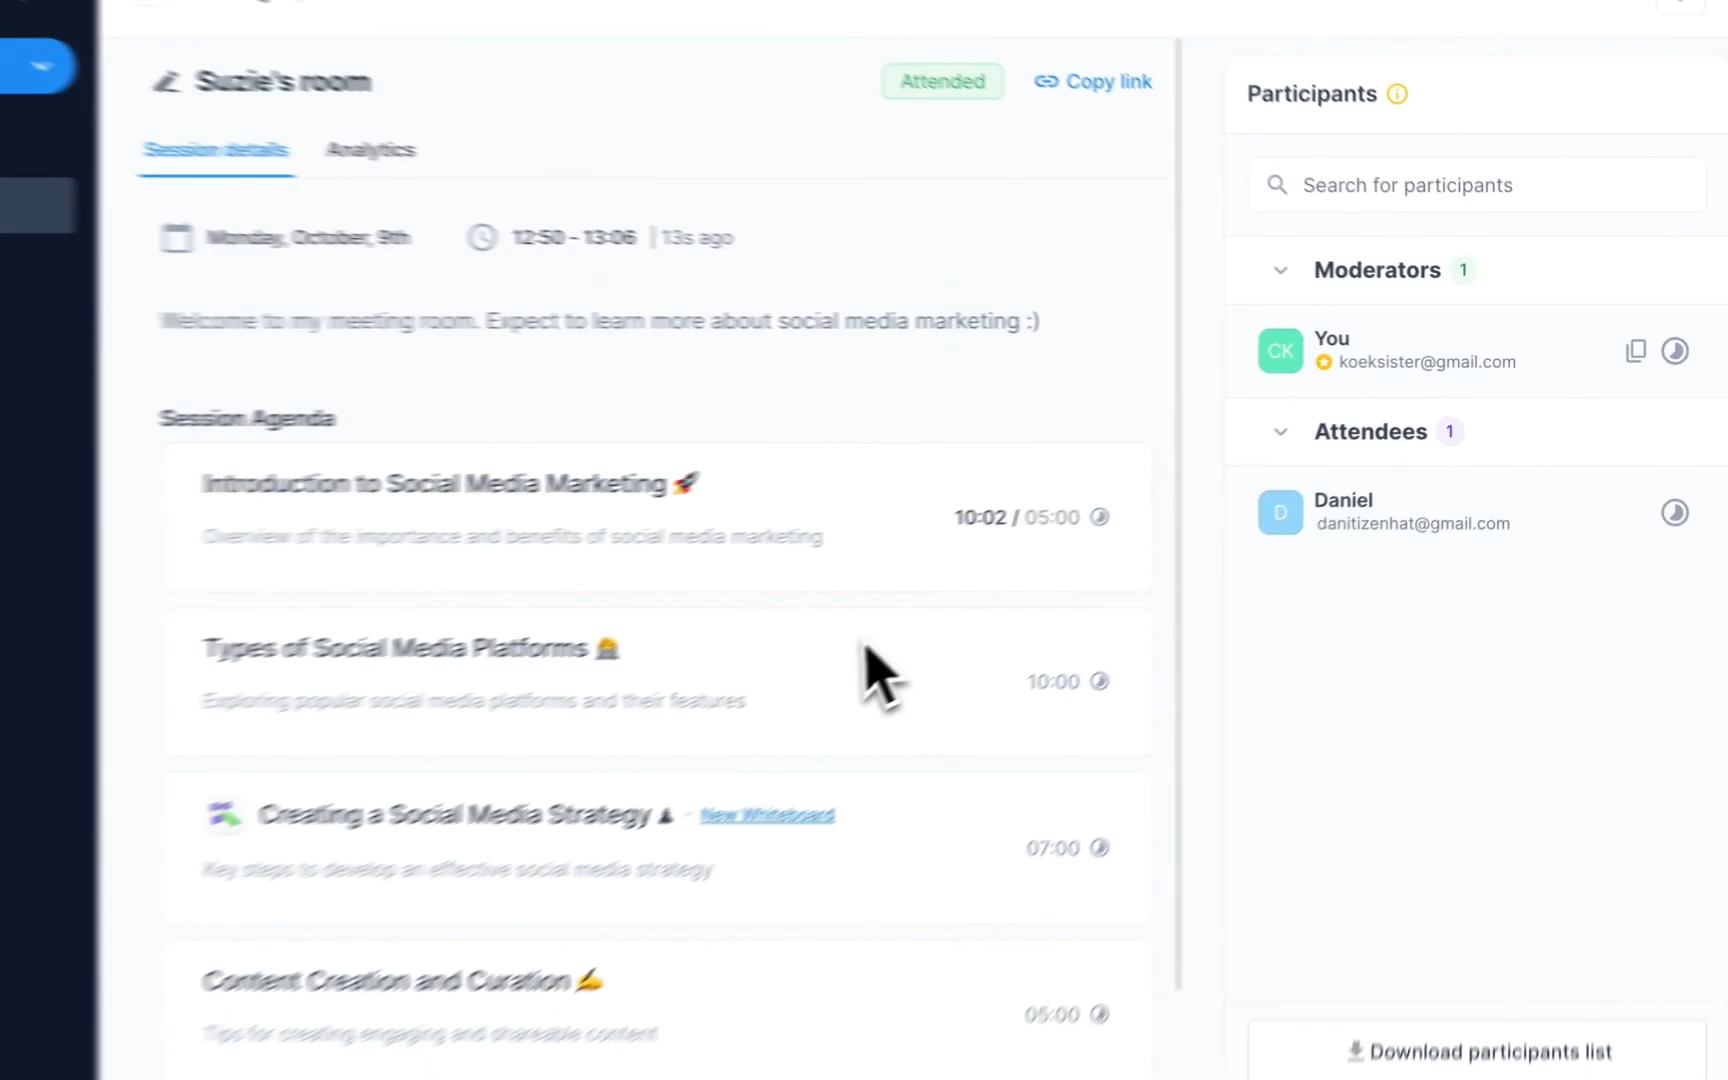 Suzie's room
Attended
Copy link
Session details
Analytics
Monday, October, 9th
12:50 - 13:06 | 13s ago
Welcome to my meeting room. Expect to learn more about social media marketing :)
Session Agenda
Introduction to Social Media Marketing 🚀
Overview of the importance and benefits of social media marketing
10:02 / 05:00
Types of Social Media Platforms
Exploring popular social media platforms and their features
10:00
Creating a Social Media Strategy
New Whiteboard
Key steps to develop an effective social media strategy
07:00
Content Creation and Curation ✍️
Tips for creating engaging and shareable content
05:00
Participants
Search for participants
Moderators 1
CK
You
koeksister@gmail.com
Attendees 1
D
Daniel
danitizenhat@gmail.com
Download participants list